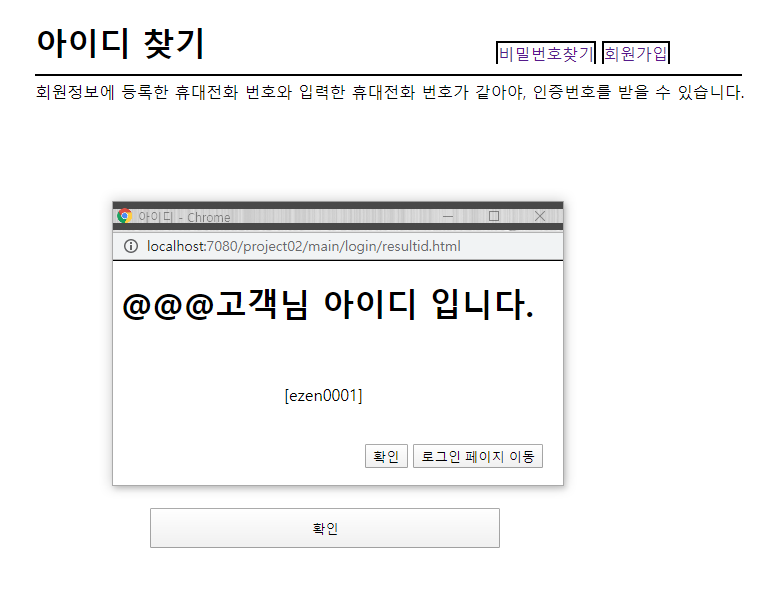 아이디 찾기
비밀번호찾기 회원가입
회원정보에 등록한 휴대전화 번호와 입력한 휴대전화 번호가 같아야, 인증번호를 받을 수 있습니다.
아이디 - Chrome
localhost:7080/project02/main/login/resultid.html
@@@고객님 아이디 입니다.
[ezen0001]
확인 로그인 페이지 이동
확인